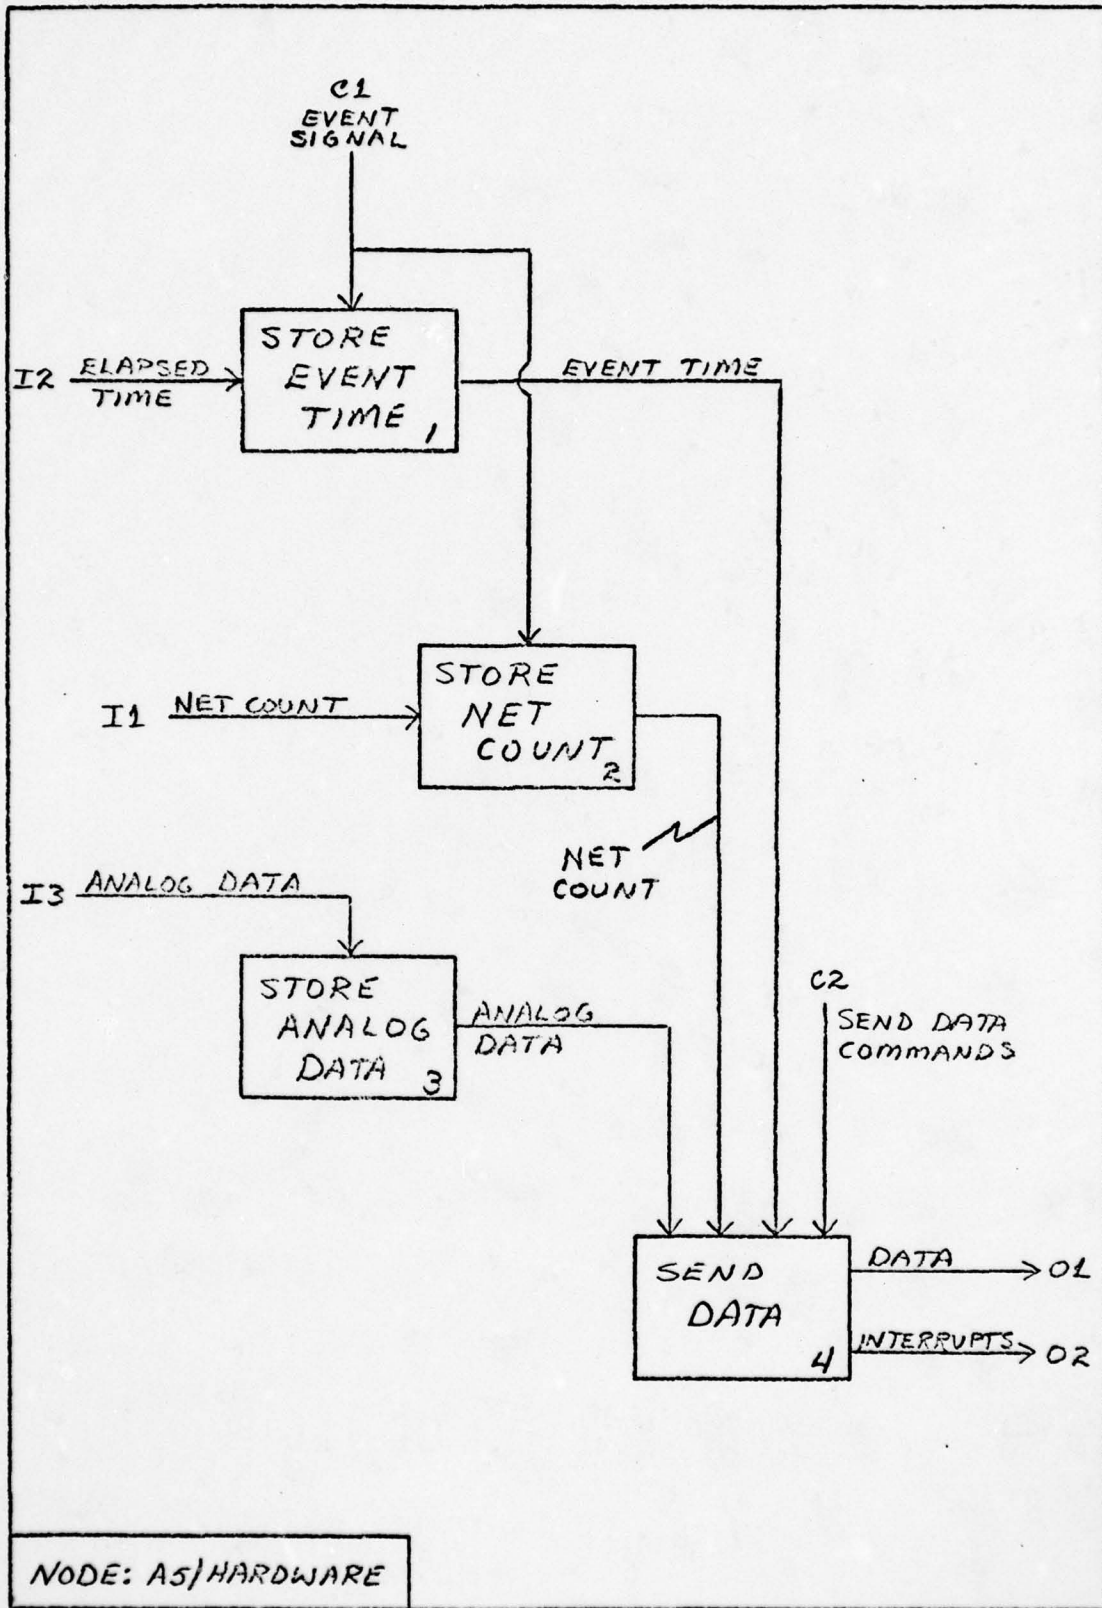 C1
EVENT
SIGNAL
STORE
EVENT
TIME 1
I2 ELAPSED
TIME
EVENT TIME
STORE
NET
COUNT 2
I1 NET COUNT
NET
COUNT
I3 ANALOG DATA
STORE
ANALOG
DATA 3
ANALOG
DATA
C2
SEND DATA
COMMANDS
SEND
DATA
4
DATA O1
INTERRUPTS O2
NODE: A5/HARDWARE